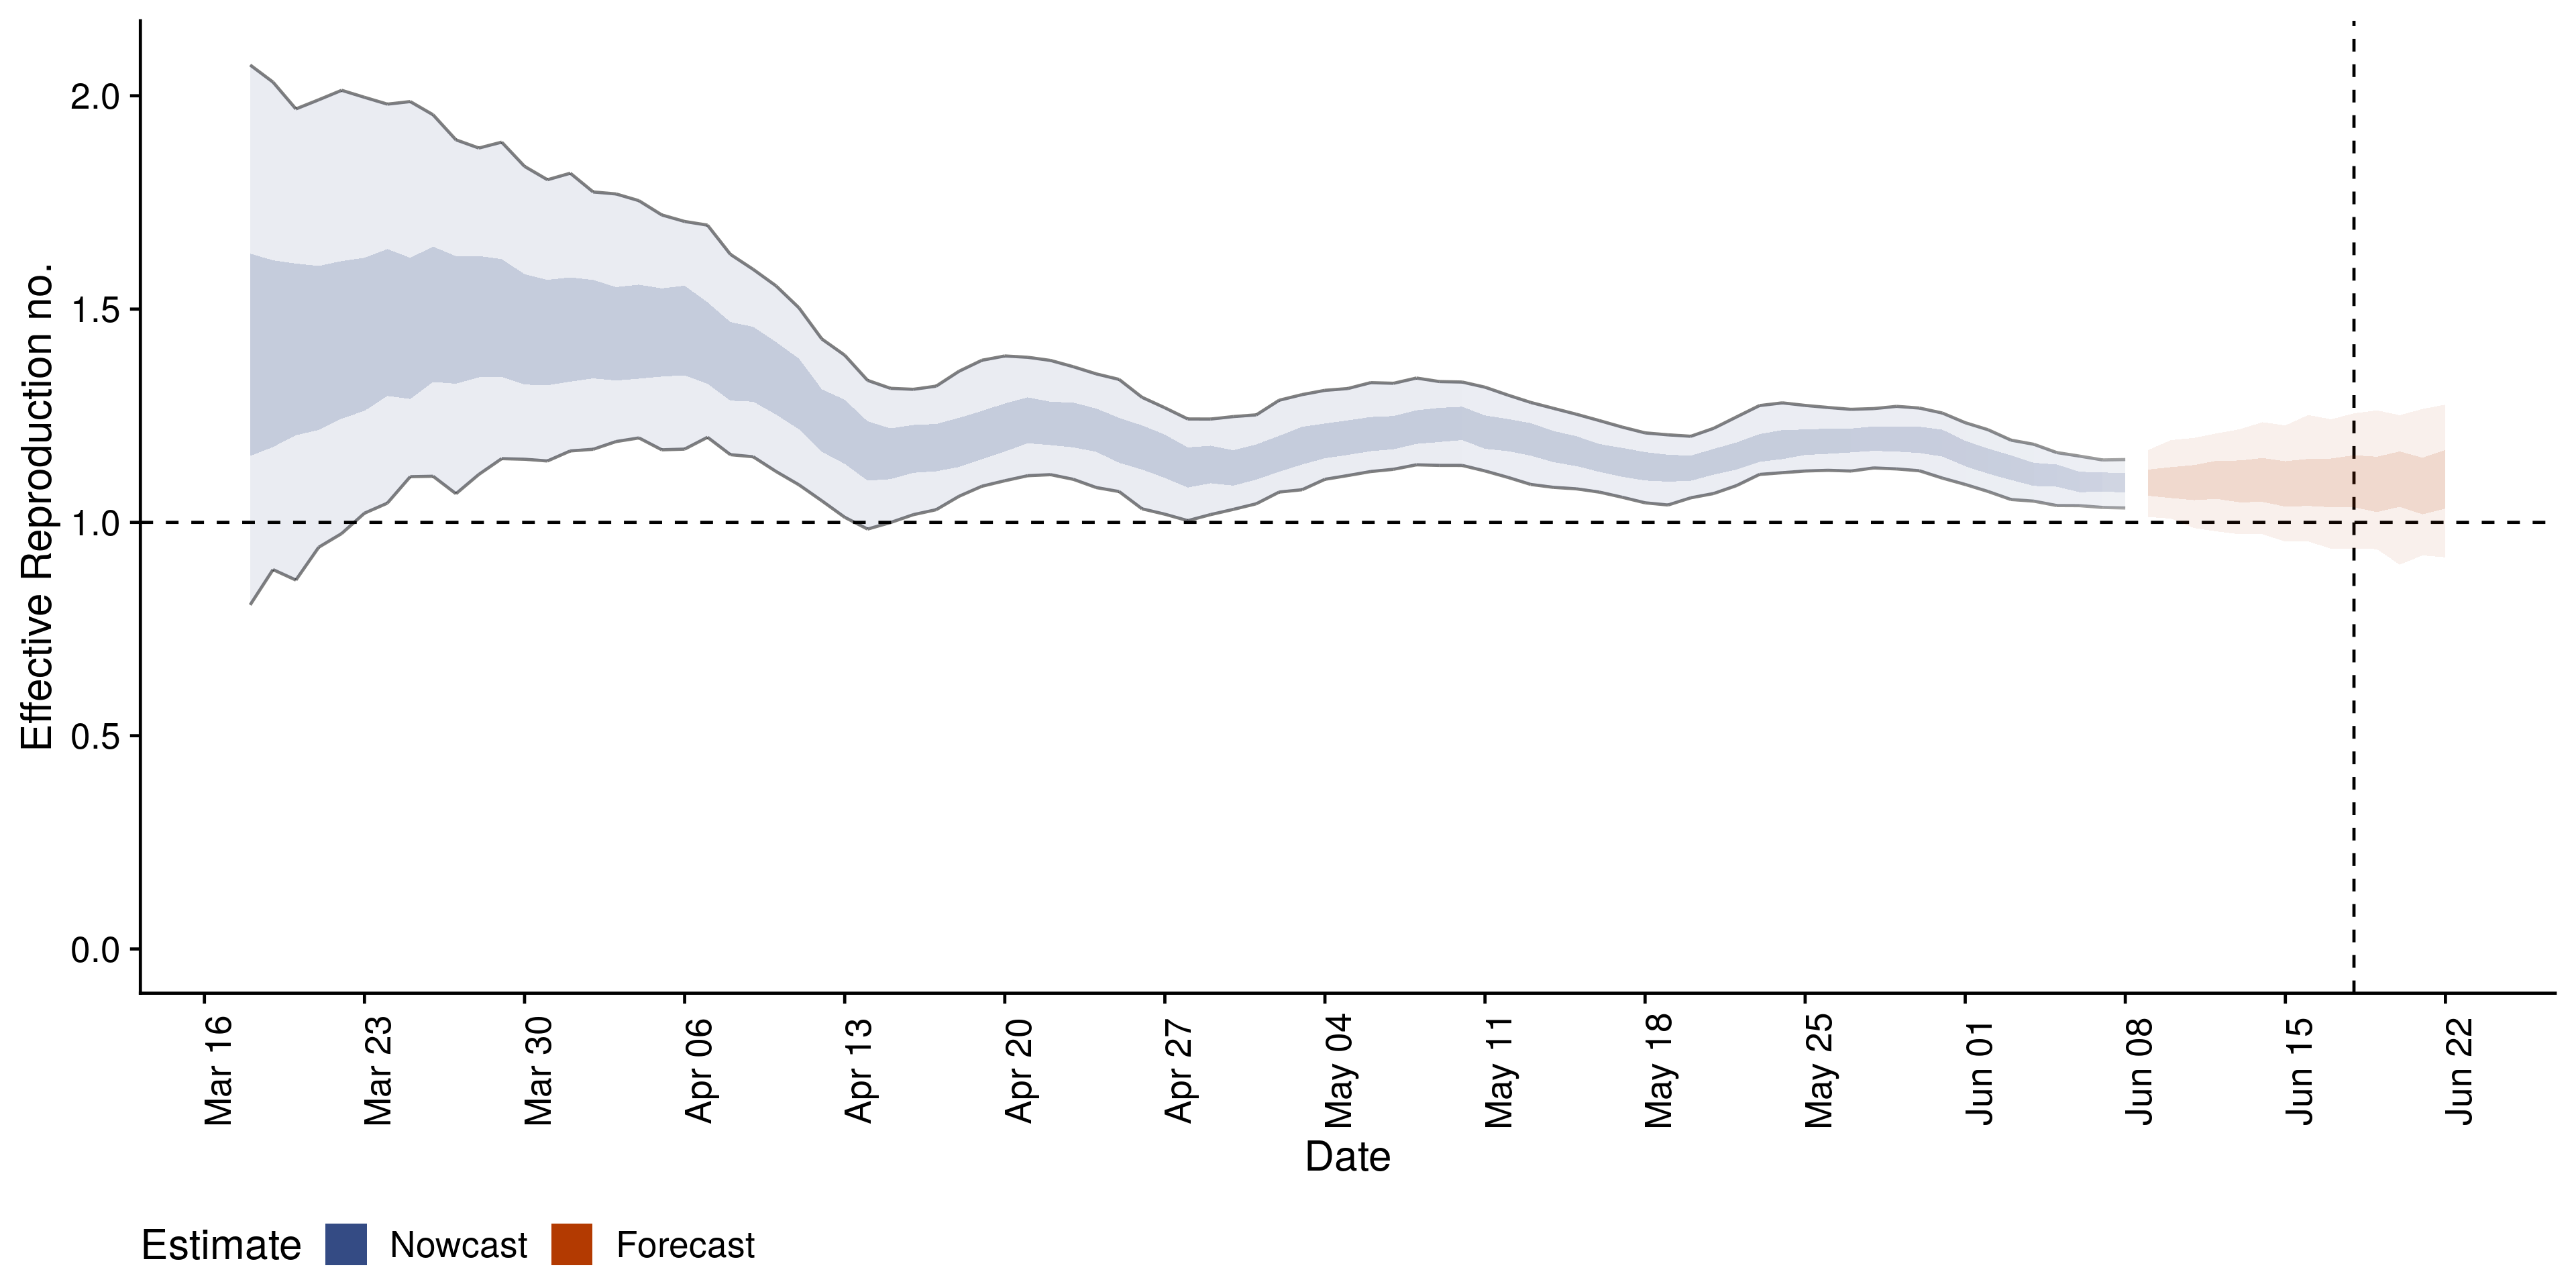 Effective Reproduction no.
2.0
1.5
1.0
0.5
0.0
Mar 16
Mar 23
Mar 30
Apr 06
Apr 13
Apr 20
Apr 27
May 04
May 11
May 18
May 25
Jun 01
Jun 08
Jun 15
Jun 22
Date
Estimate Nowcast Forecast